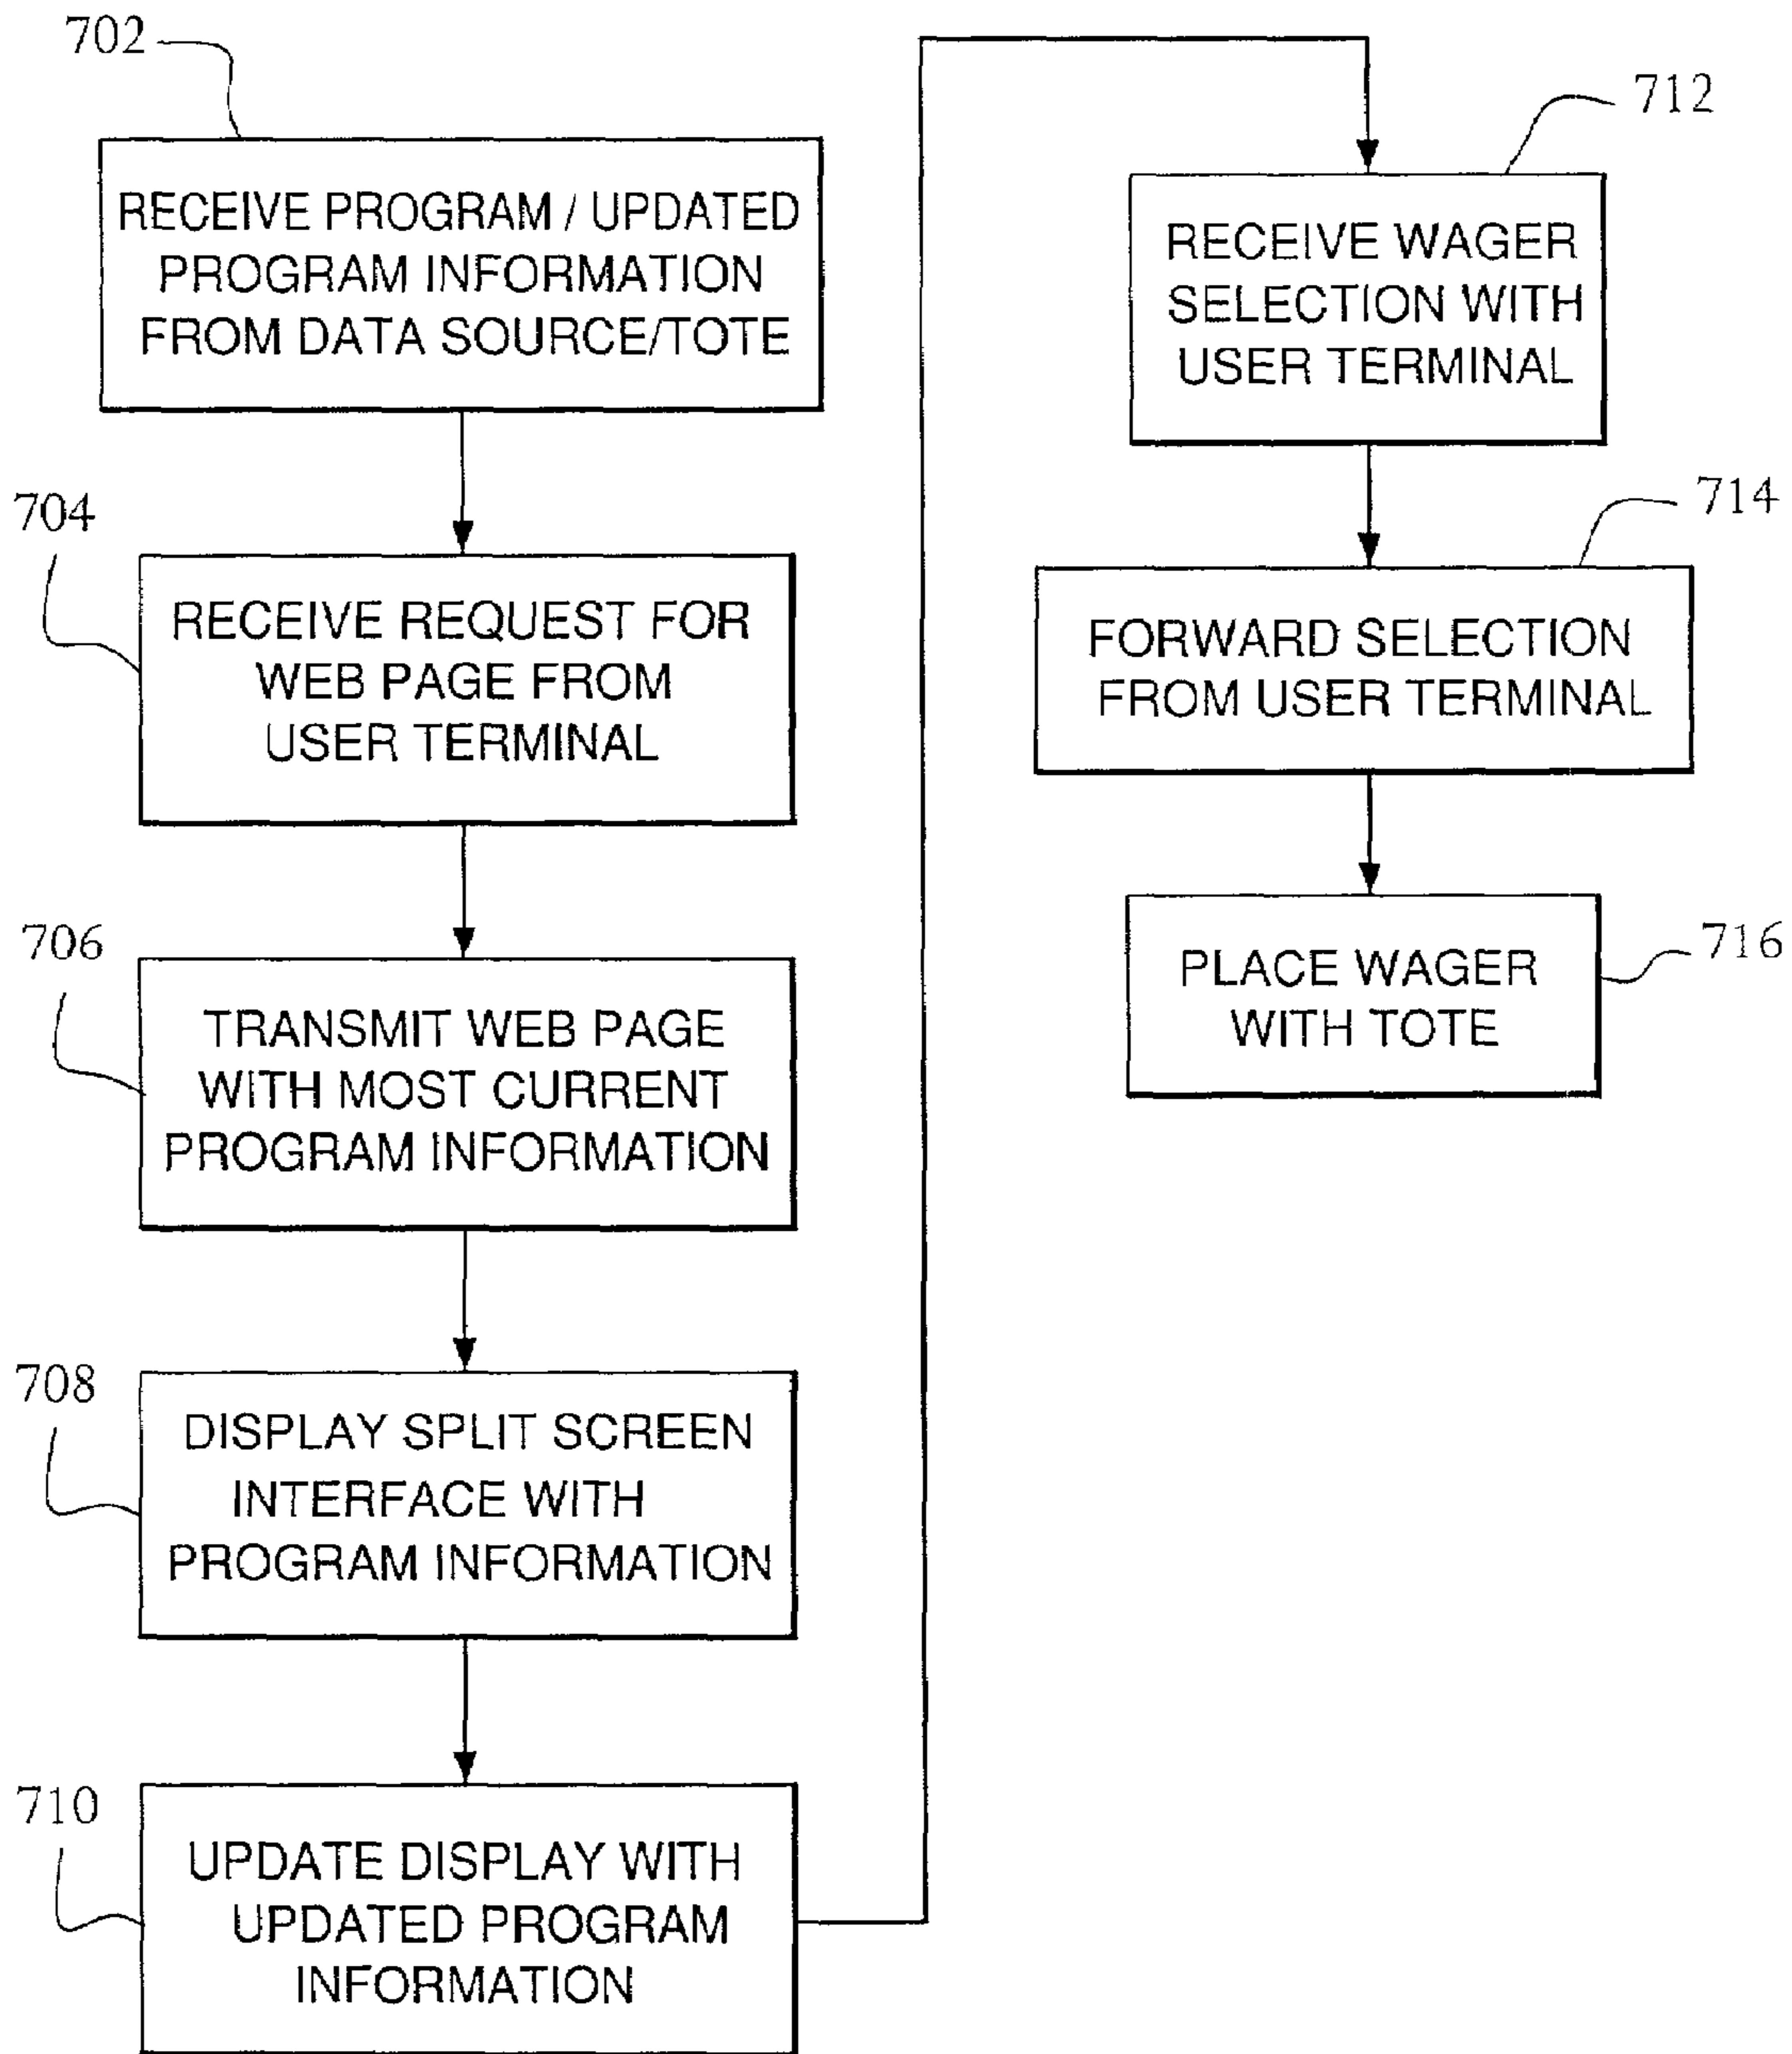 702
RECEIVE PROGRAM / UPDATED
PROGRAM INFORMATION
FROM DATA SOURCE/TOTE
704
RECEIVE REQUEST FOR
WEB PAGE FROM
USER TERMINAL
706
TRANSMIT WEB PAGE
WITH MOST CURRENT
PROGRAM INFORMATION
708
DISPLAY SPLIT SCREEN
INTERFACE WITH
PROGRAM INFORMATION
710
UPDATE DISPLAY WITH
UPDATED PROGRAM
INFORMATION
712
RECEIVE WAGER
SELECTION WITH
USER TERMINAL
714
FORWARD SELECTION
FROM USER TERMINAL
716
PLACE WAGER
WITH TOTE